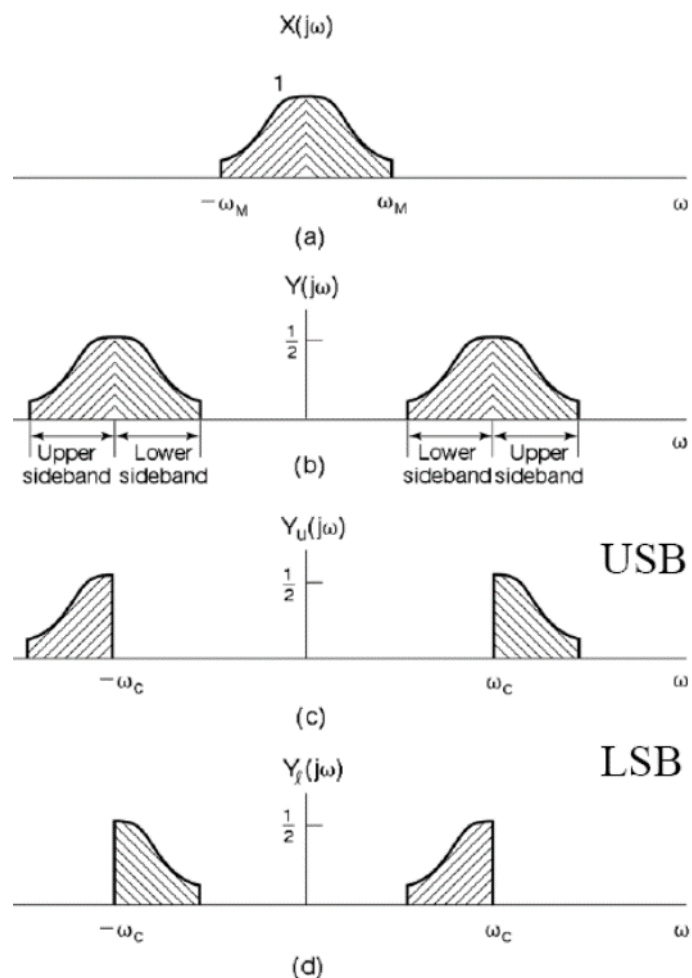 X(jω)
1
−ω_M ω_M ω
(a)
Y(jω)
1/2
Upper sideband Lower sideband Lower sideband Upper sideband ω
(b)
Y_u(jω)
USB
1/2
−ω_c ω_c ω
(c)
Y_ℓ(jω)
LSB
1/2
−ω_c ω_c ω
(d)